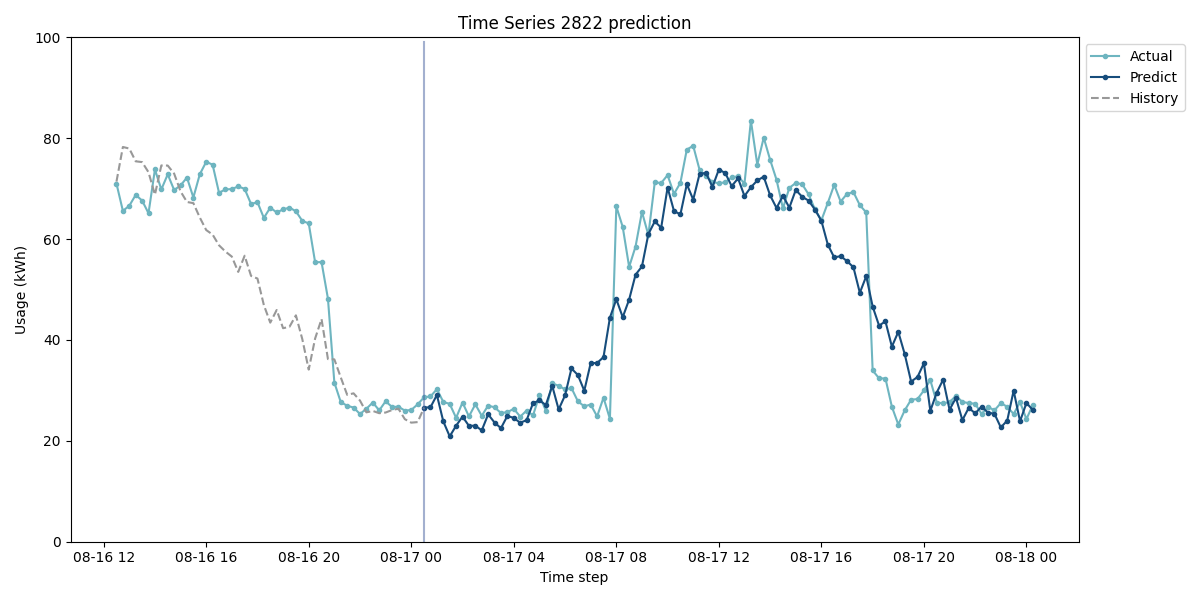 Time Series 2822 prediction
Usage (kWh)
100
80
60
40
20
0
08-16 12
08-16 16
08-16 20
08-17 00
08-17 04
08-17 08
08-17 12
08-17 16
08-17 20
08-18 00
Time step
Actual
Predict
History